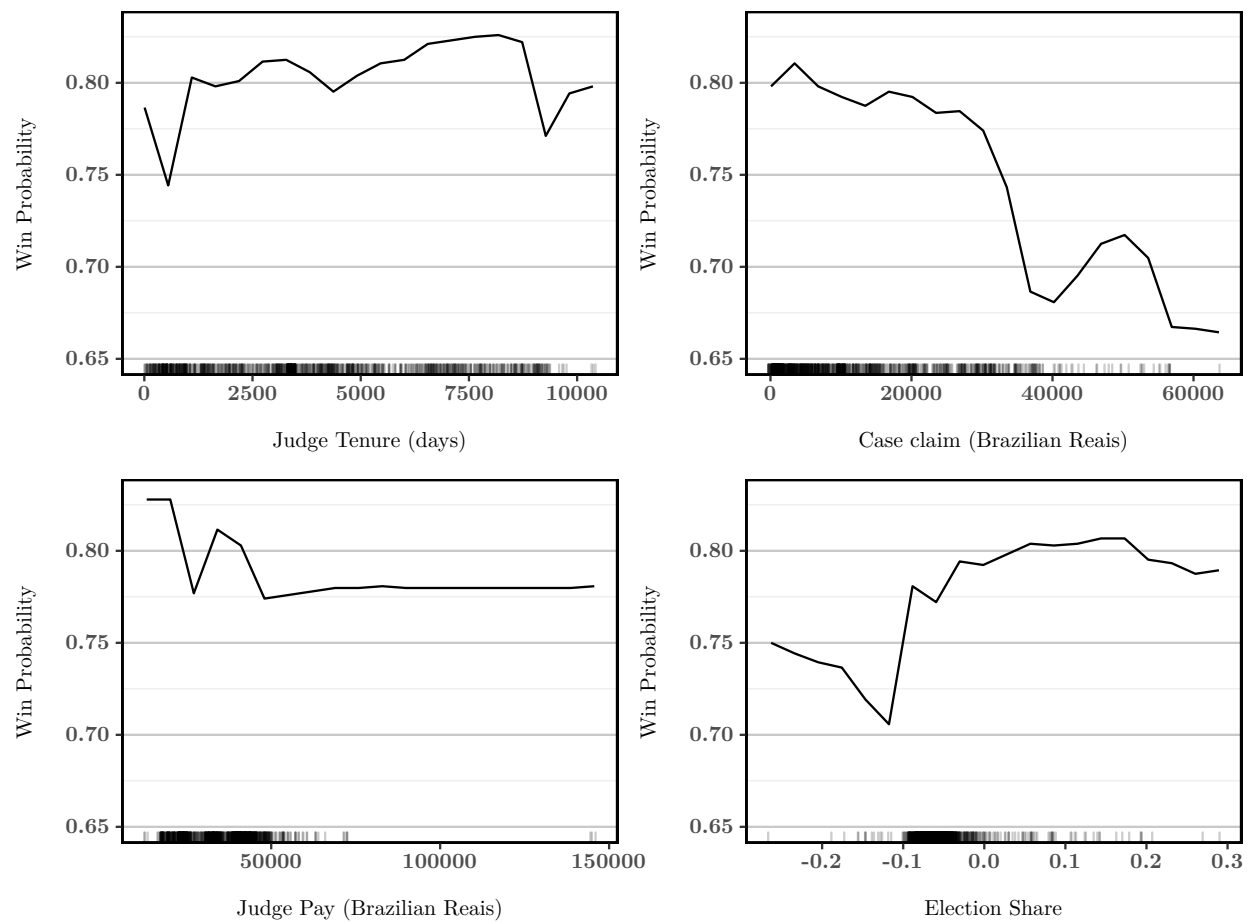 Win Probability
0.80
0.75
0.70
0.65
0 2500 5000 7500 10000
Judge Tenure (days)
Win Probability
0.80
0.75
0.70
0.65
0 20000 40000 60000
Case claim (Brazilian Reais)
Win Probability
0.80
0.75
0.70
0.65
50000 100000 150000
Judge Pay (Brazilian Reais)
Win Probability
0.80
0.75
0.70
0.65
-0.2 -0.1 0.0 0.1 0.2 0.3
Election Share